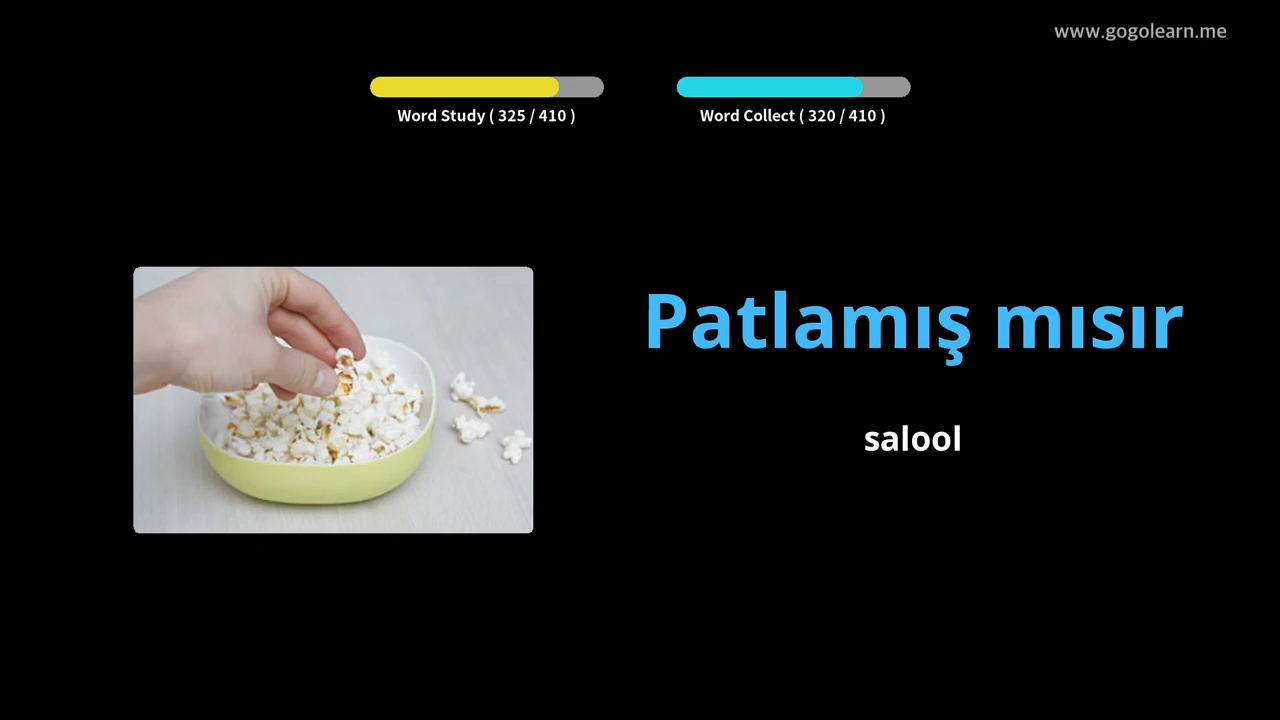 www.gogolearn.me
Word Study ( 325 / 410 )
Word Collect ( 320 / 410 )
Patlamış mısır
salool